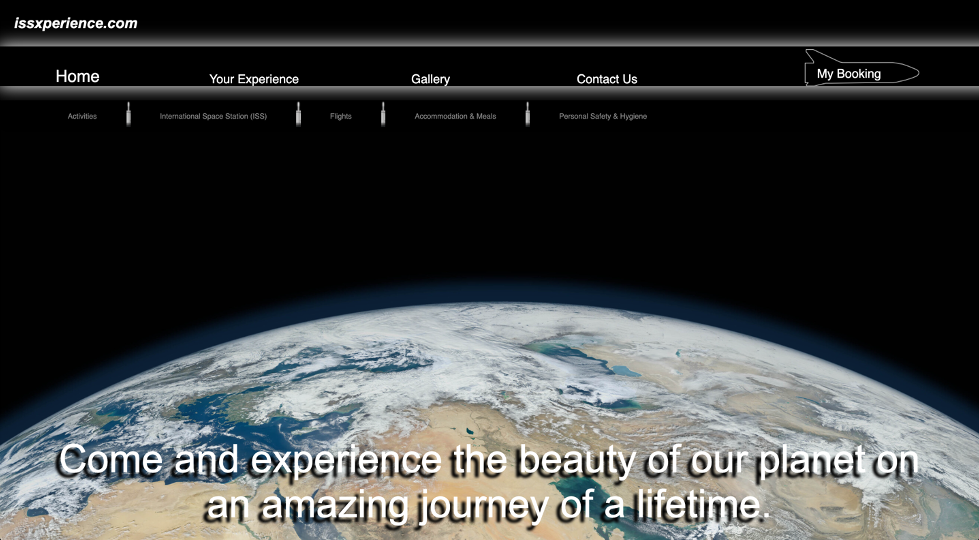 issxperience.com
Home Your Experience Gallery Contact Us My Booking
Activities International Space Station (ISS) Flights Accommodation & Meals Personal Safety & Hygiene
Come and experience the beauty of our planet on
an amazing journey of a lifetime.